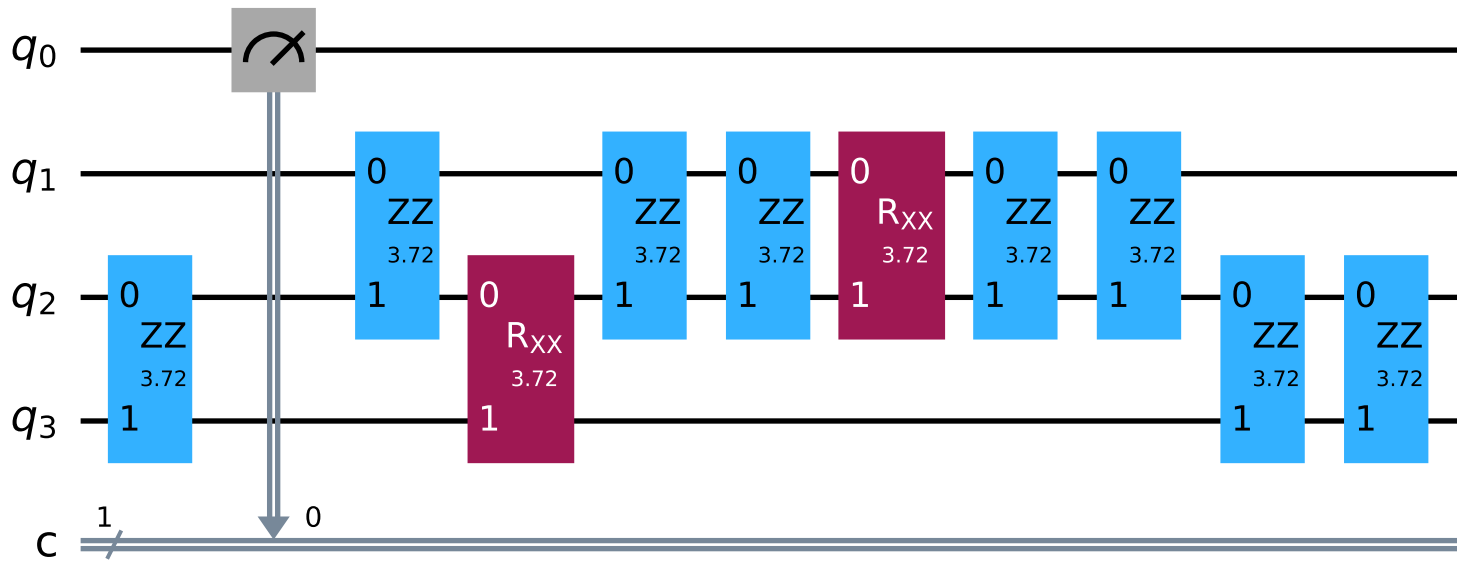 q0
0 0 0 0 0 0
q1
ZZ ZZ ZZ RXX ZZ ZZ
3.72 3.72 3.72 3.72 3.72 3.72
q2 0 1 0 1 1 1 1 1 0 0
ZZ RXX ZZ ZZ
3.72 3.72 3.72 3.72
q3 1 1 1 1
1 0
c